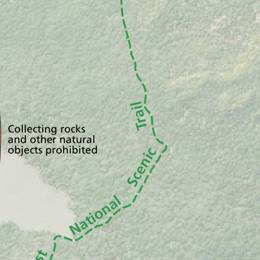 Collecting rocks
and other natural
objects prohibited
National Scenic Trail